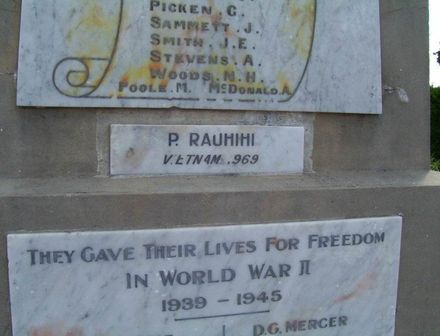 PICKEN. G.
SAMMETT. J.
SMITH. J.E.
STEVENS. A.
WOODS. N.H.
POOLE. M. McDONALD. A.
P. RAUHIHI
VIETNAM 1969
THEY GAVE THEIR LIVES FOR FREEDOM
IN WORLD WAR II
1939 – 1945
D.G. MERCER